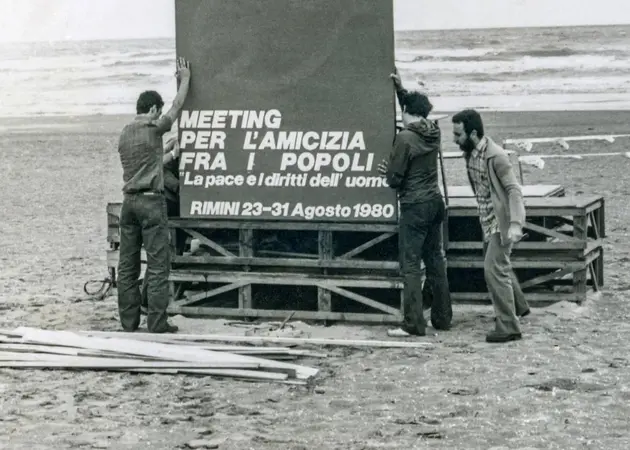 MEETING
PER L'AMICIZIA
FRA I POPOLI
"La pace e i diritti dell' uomo
RIMINI 23-31 Agosto 1980